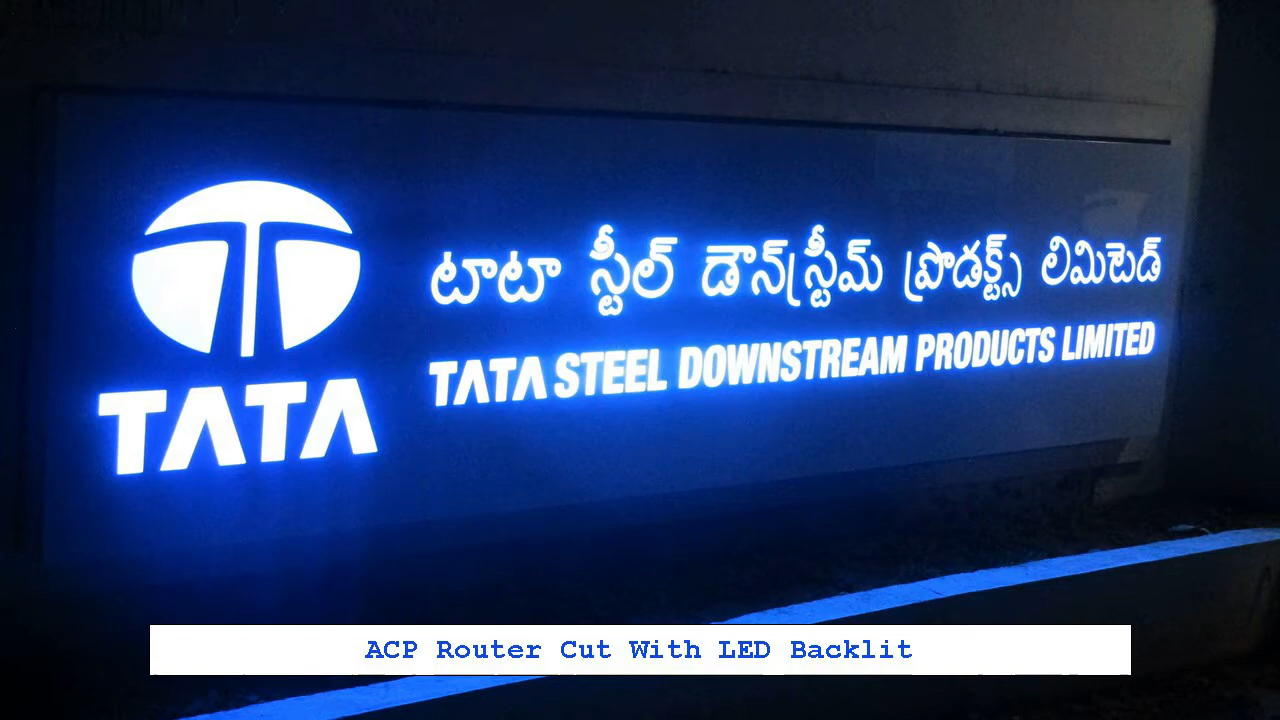 TATA
టాటా స్టీల్ డౌన్‌స్ట్రీమ్ ప్రొడక్ట్స్ లిమిటెడ్
TATA STEEL DOWNSTREAM PRODUCTS LIMITED
ACP Router Cut With LED Backlit